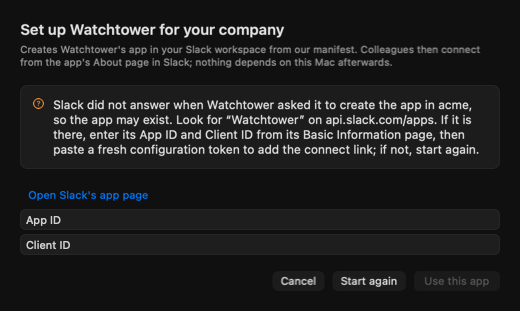 Set up Watchtower for your company
Creates Watchtower's app in your Slack workspace from our manifest. Colleagues then connect
from the app's About page in Slack; nothing depends on this Mac afterwards.
Slack did not answer when Watchtower asked it to create the app in acme,
so the app may exist. Look for “Watchtower” on api.slack.com/apps. If it is
there, enter its App ID and Client ID from its Basic Information page, then
paste a fresh configuration token to add the connect link; if not, start again.
Open Slack's app page
App ID
Client ID
Cancel Start again Use this app